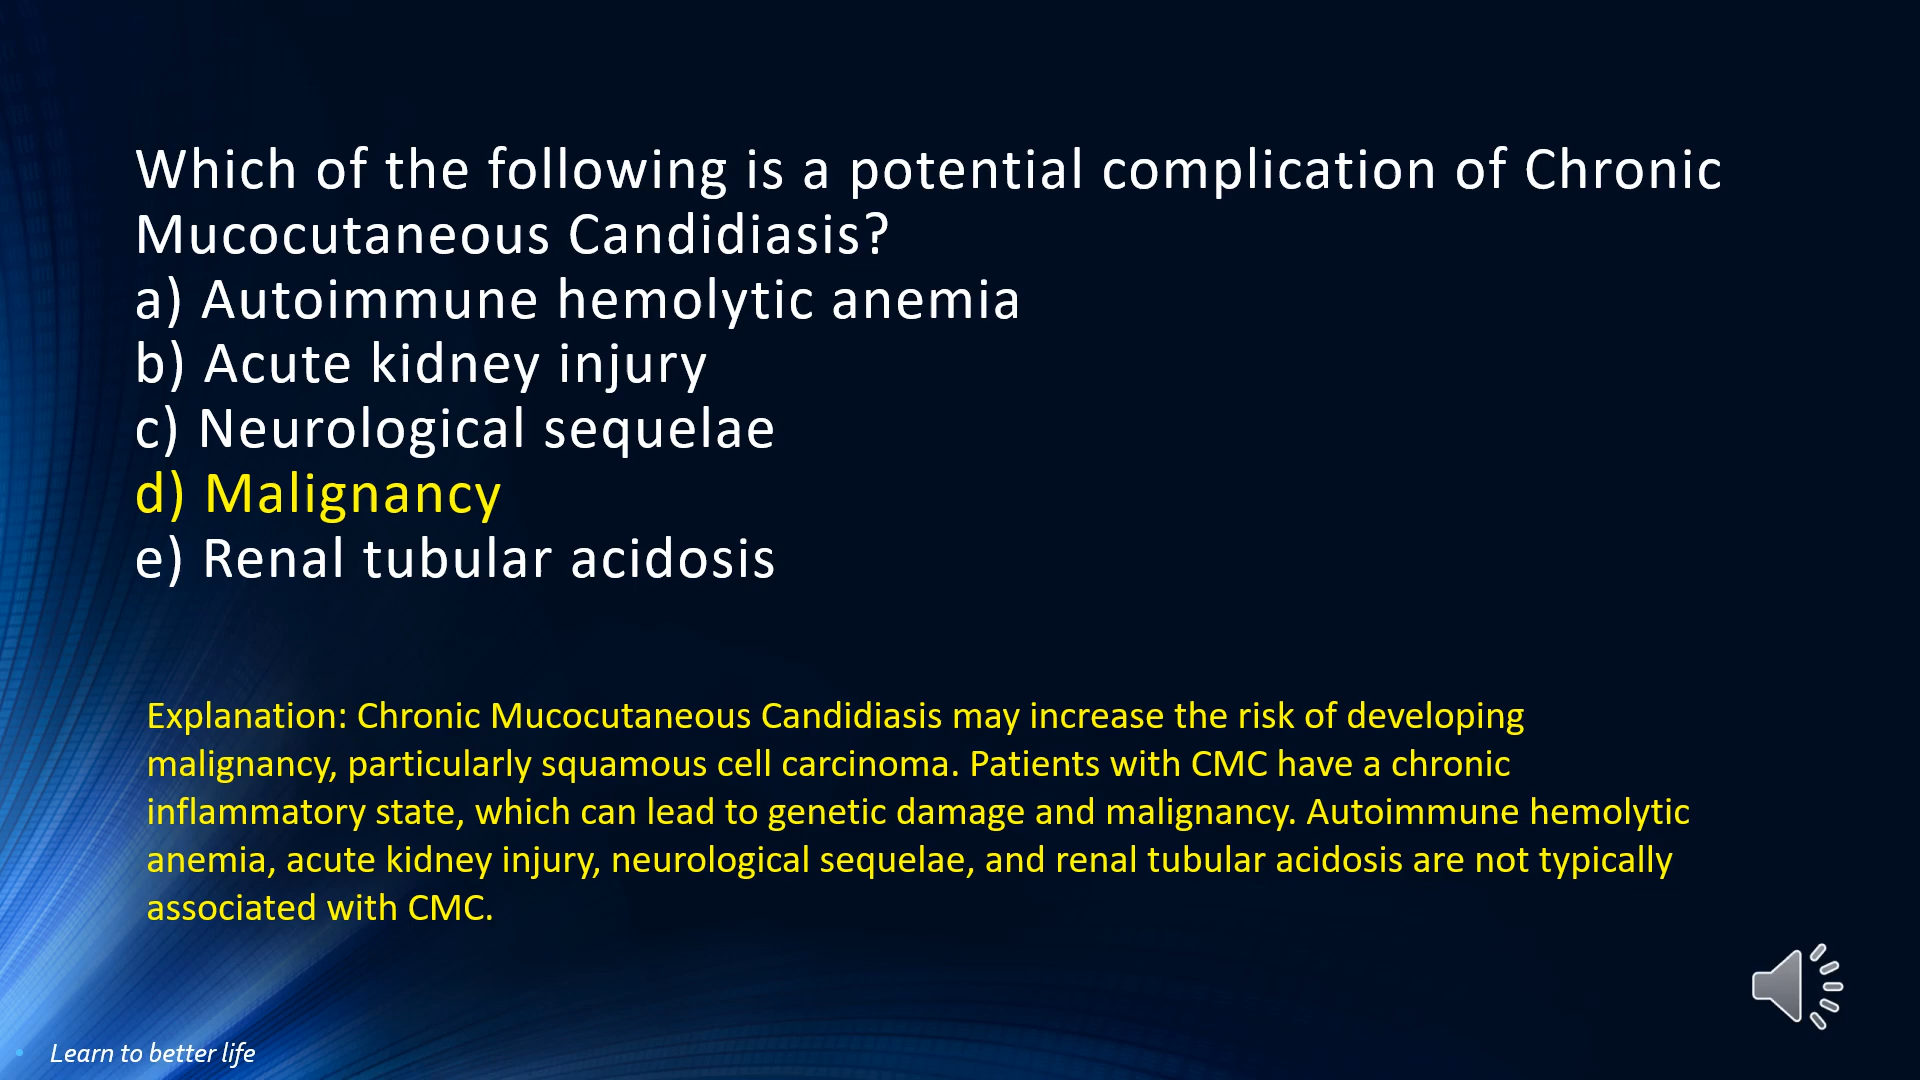 Which of the following is a potential complication of Chronic
Mucocutaneous Candidiasis?
a) Autoimmune hemolytic anemia
b) Acute kidney injury
c) Neurological sequelae
d) Malignancy
e) Renal tubular acidosis
Explanation: Chronic Mucocutaneous Candidiasis may increase the risk of developing
malignancy, particularly squamous cell carcinoma. Patients with CMC have a chronic
inflammatory state, which can lead to genetic damage and malignancy. Autoimmune hemolytic
anemia, acute kidney injury, neurological sequelae, and renal tubular acidosis are not typically
associated with CMC.
• Learn to better life